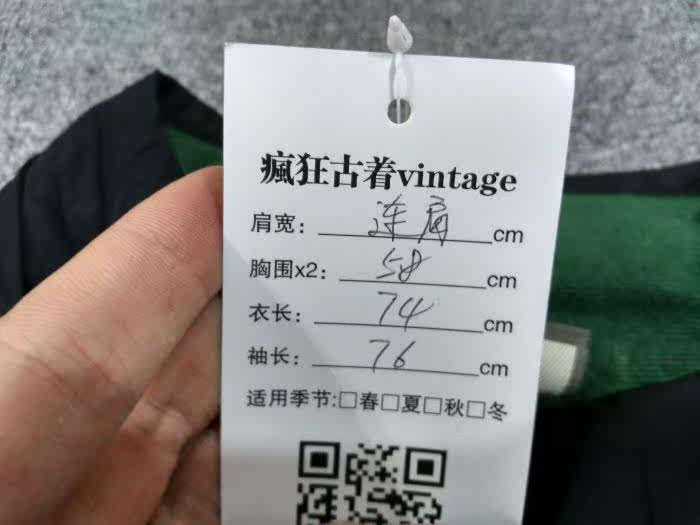 瘋狂古着vintage
肩宽：连肩cm
胸围x2：58cm
衣长：74cm
袖长：76cm
适用季节:□春□夏□秋□冬